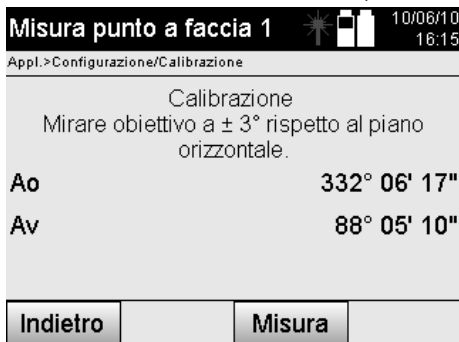 Misura punto a faccia 1
10/06/10
16:15
Appl.>Configurazione/Calibrazione
Calibrazione
Mirare obiettivo a ± 3° rispetto al piano
orizzontale.
Ao 332° 06' 17"
Av 88° 05' 10"
Indietro Misura